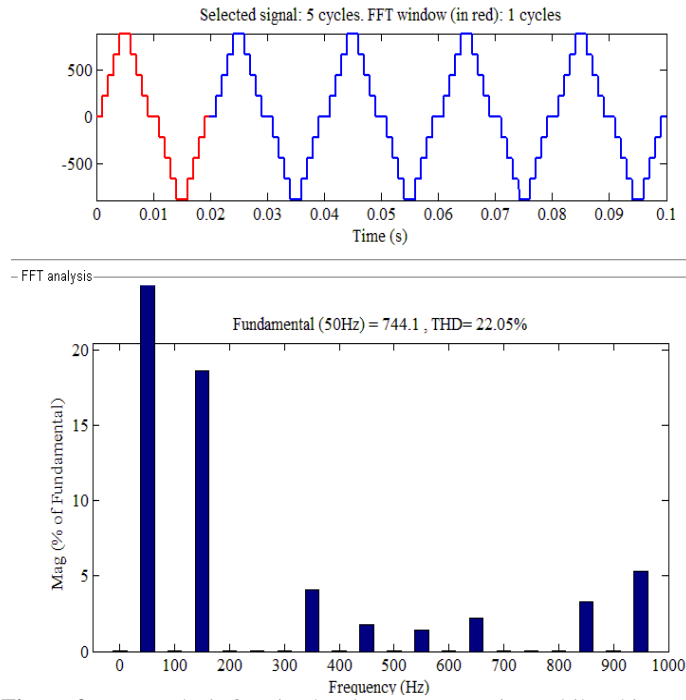 Selected signal: 5 cycles. FFT window (in red): 1 cycles
500
0
-500
0 0.01 0.02 0.03 0.04 0.05 0.06 0.07 0.08 0.09 0.1
Time (s)
FFT analysis
Fundamental (50Hz) = 744.1 , THD= 22.05%
Mag (% of Fundamental)
20
15
10
5
0
0 100 200 300 400 500 600 700 800 900 1000
Frequency (Hz)